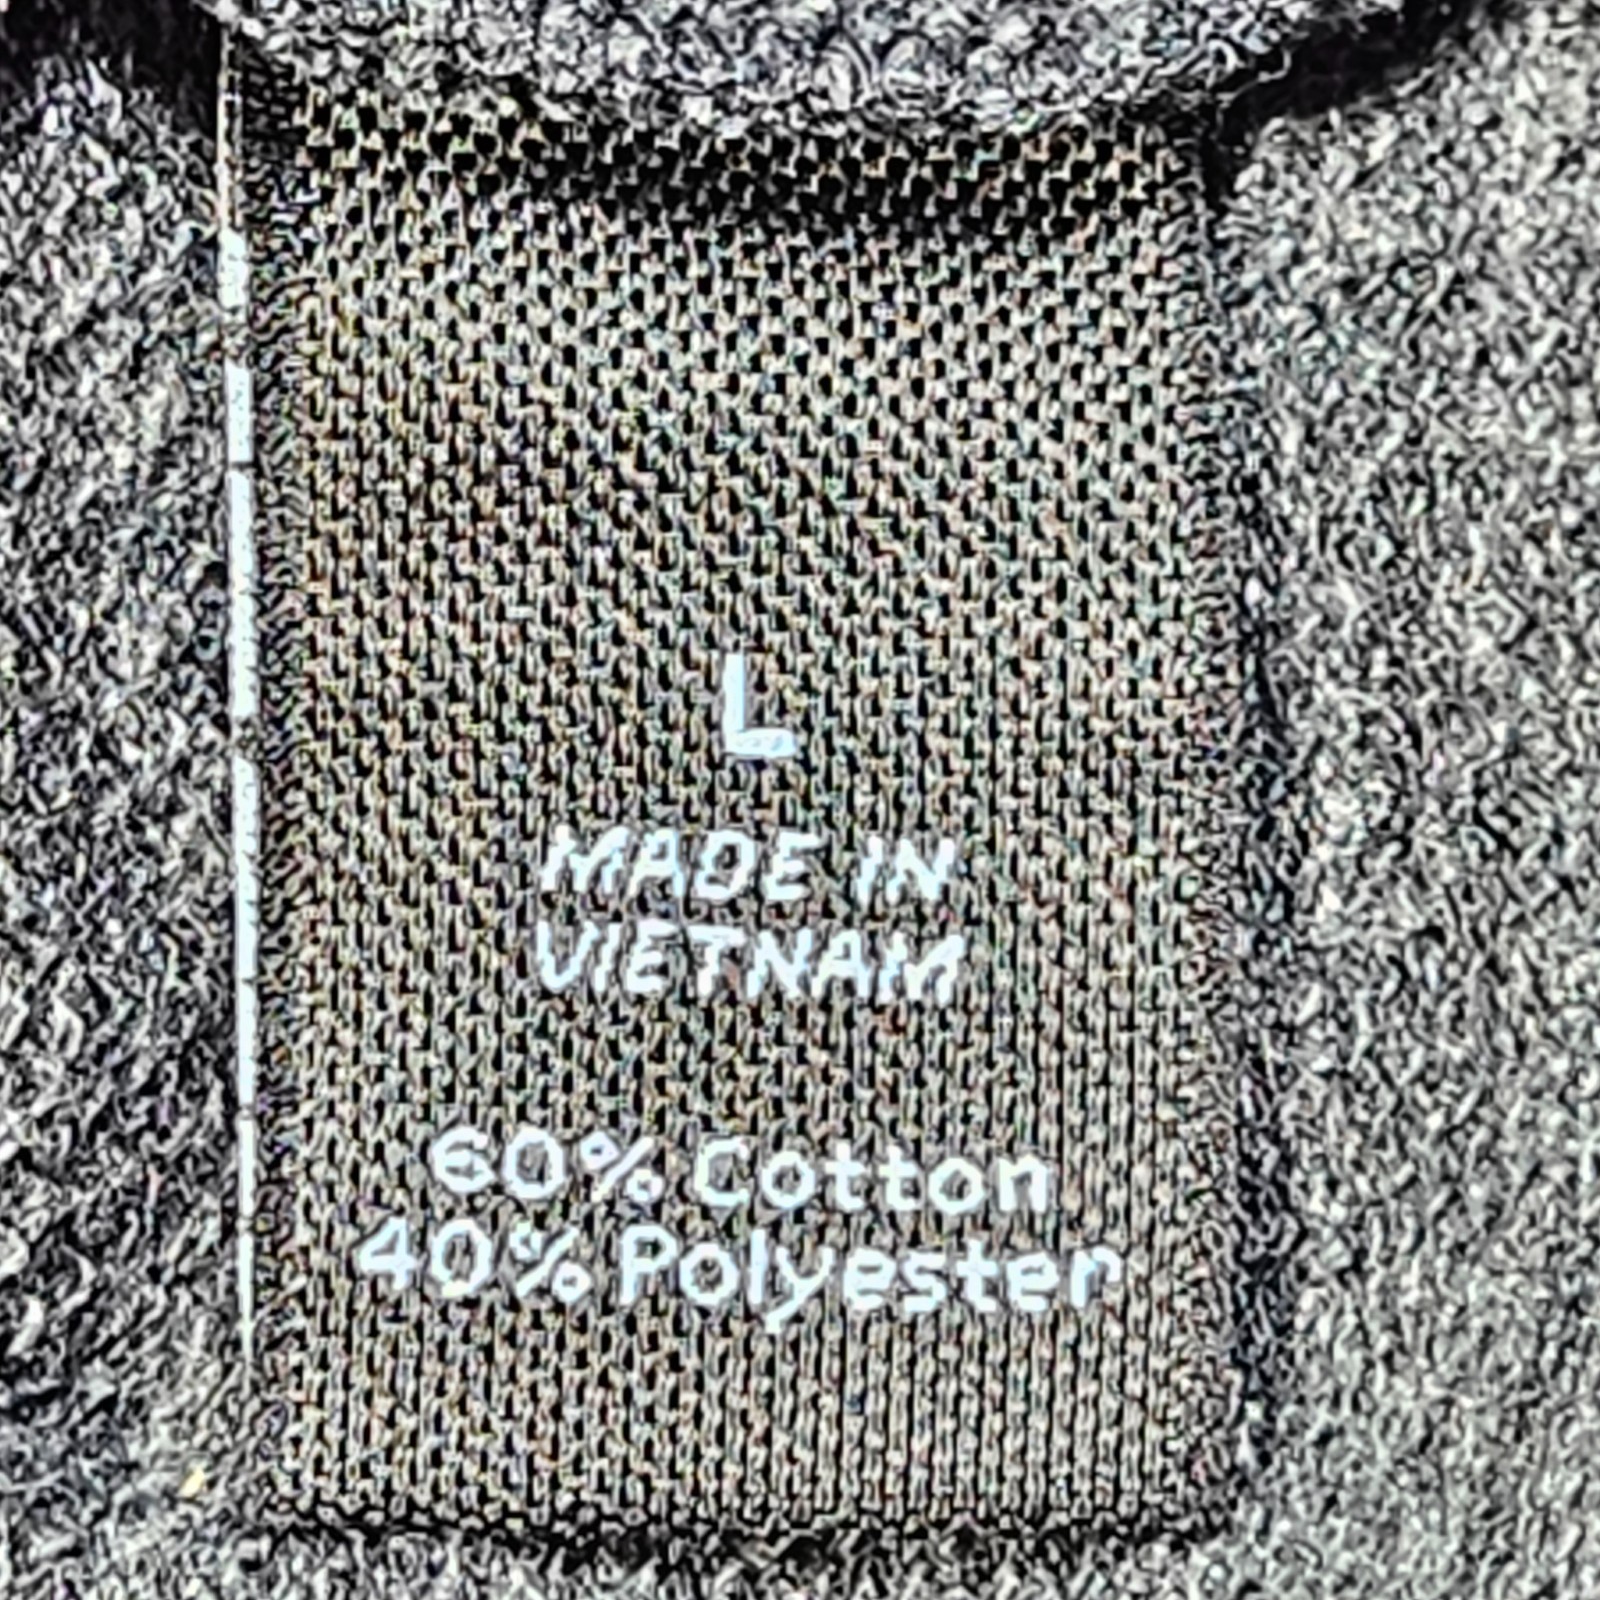 L
MADE IN
VIETNAM
60% Cotton
40% Polyester